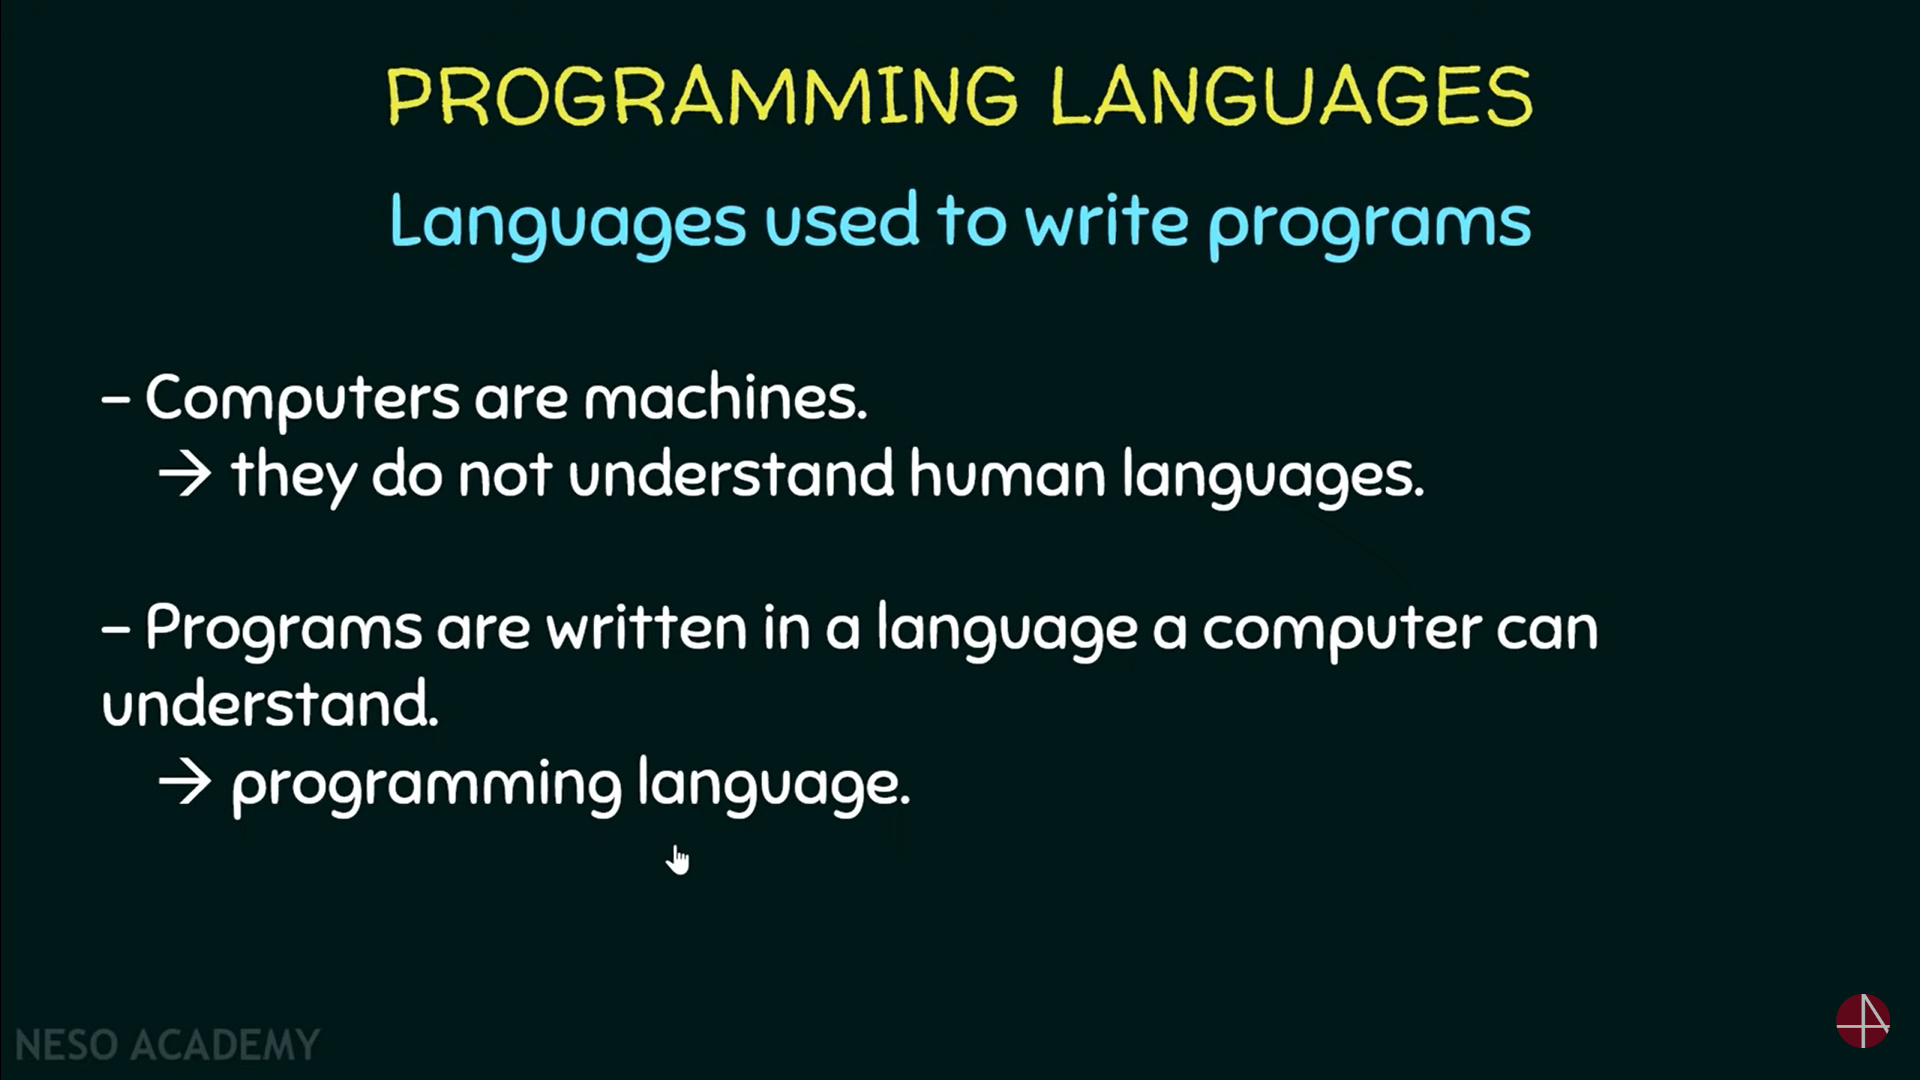 PROGRAMMING LANGUAGES
Languages used to write programs
– Computers are machines.
→ they do not understand human languages.
– Programs are written in a language a computer can
understand.
→ programming language.
NESO ACADEMY